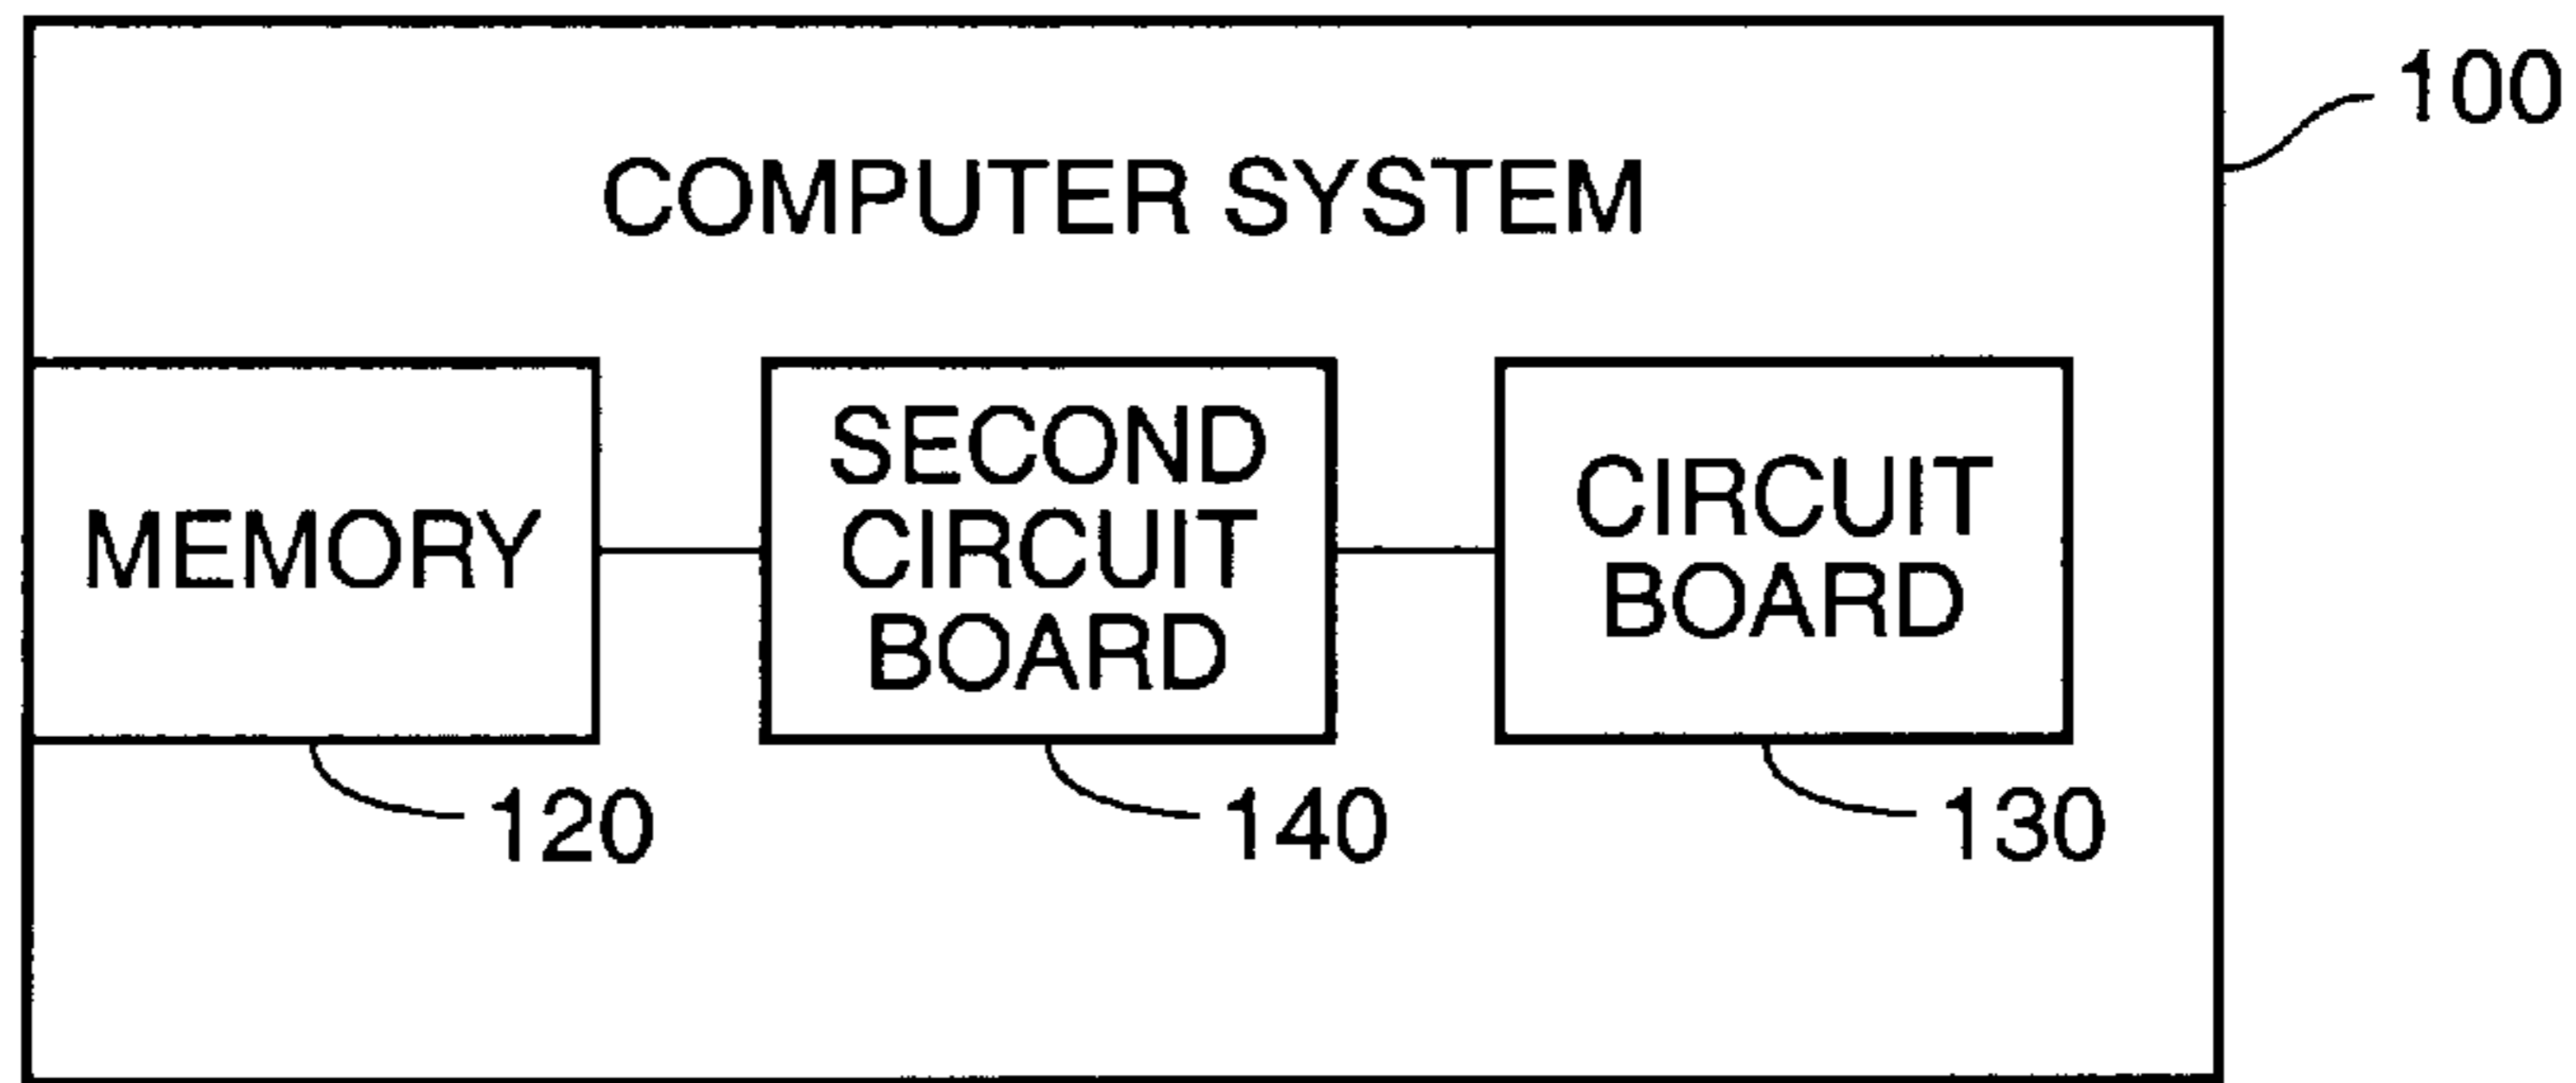 100
COMPUTER SYSTEM
MEMORY
SECOND
CIRCUIT
BOARD
CIRCUIT
BOARD
120
140
130